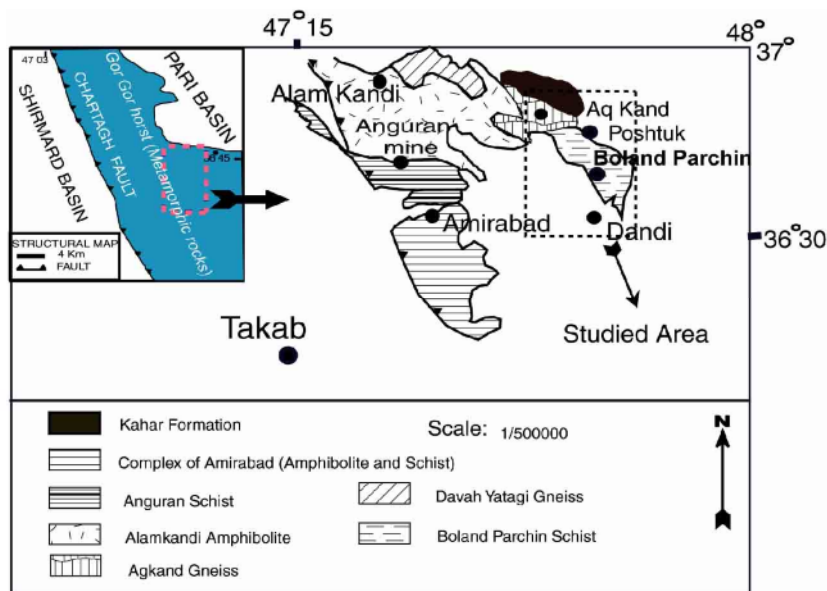 47° 15
48°
37°
36° 30
47 03
PARI BASIN
Gor Gor horst (Metamorphic rocks)
CHARTAGH FAULT
SHIRMARD BASIN
STRUCTURAL MAP
4 Km
FAULT
Alam Kandi
Anguran
mine
Aq Kand
Poshtuk
Boland Parchin
Amirabad
Dandi
Takab
Studied Area
Kahar Formation
Scale: 1/500000
N
Complex of Amirabad (Amphibolite and Schist)
Anguran Schist
Davah Yatagi Gneiss
Alamkandi Amphibolite
Boland Parchin Schist
Agkand Gneiss